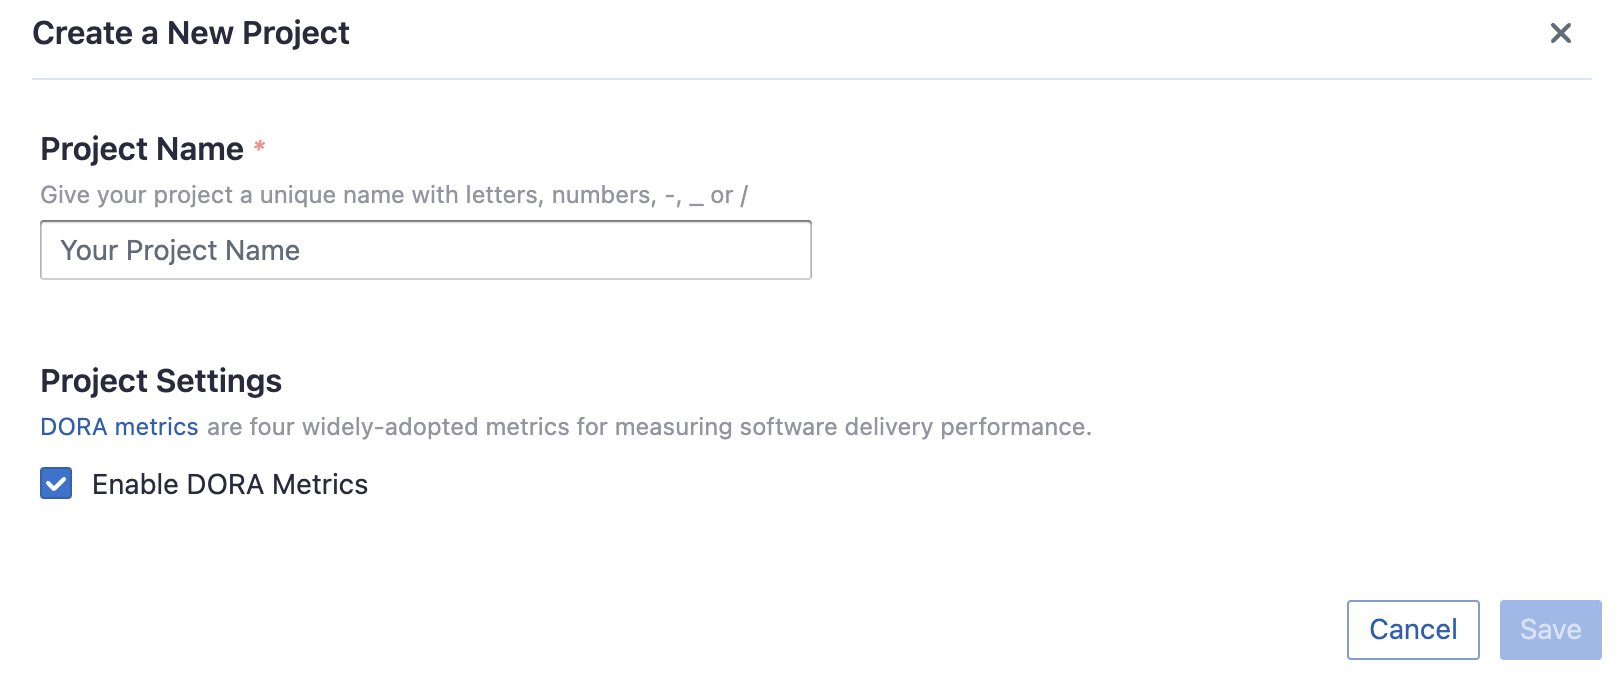 Create a New Project
Project Name *
Give your project a unique name with letters, numbers, -, _ or /
Your Project Name
Project Settings
DORA metrics are four widely-adopted metrics for measuring software delivery performance.
Enable DORA Metrics
Cancel Save